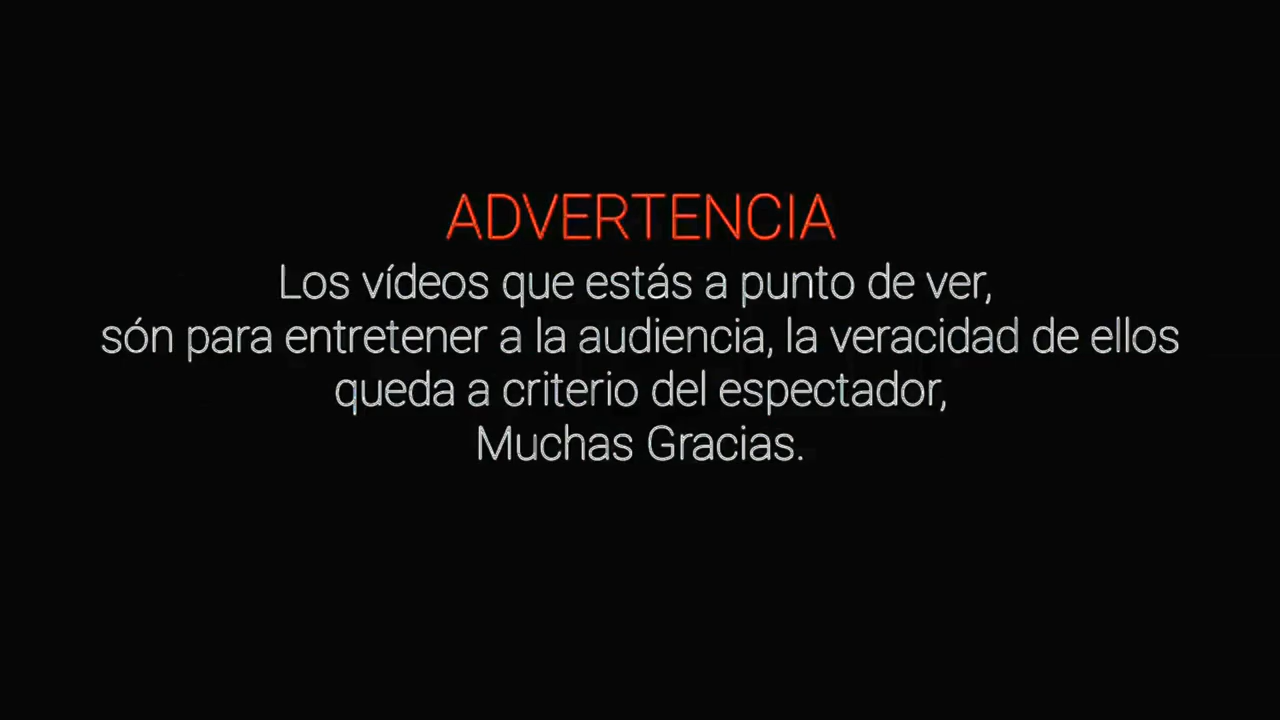 ADVERTENCIA
Los vídeos que estás a punto de ver,
són para entretener a la audiencia, la veracidad de ellos
queda a criterio del espectador,
Muchas Gracias.